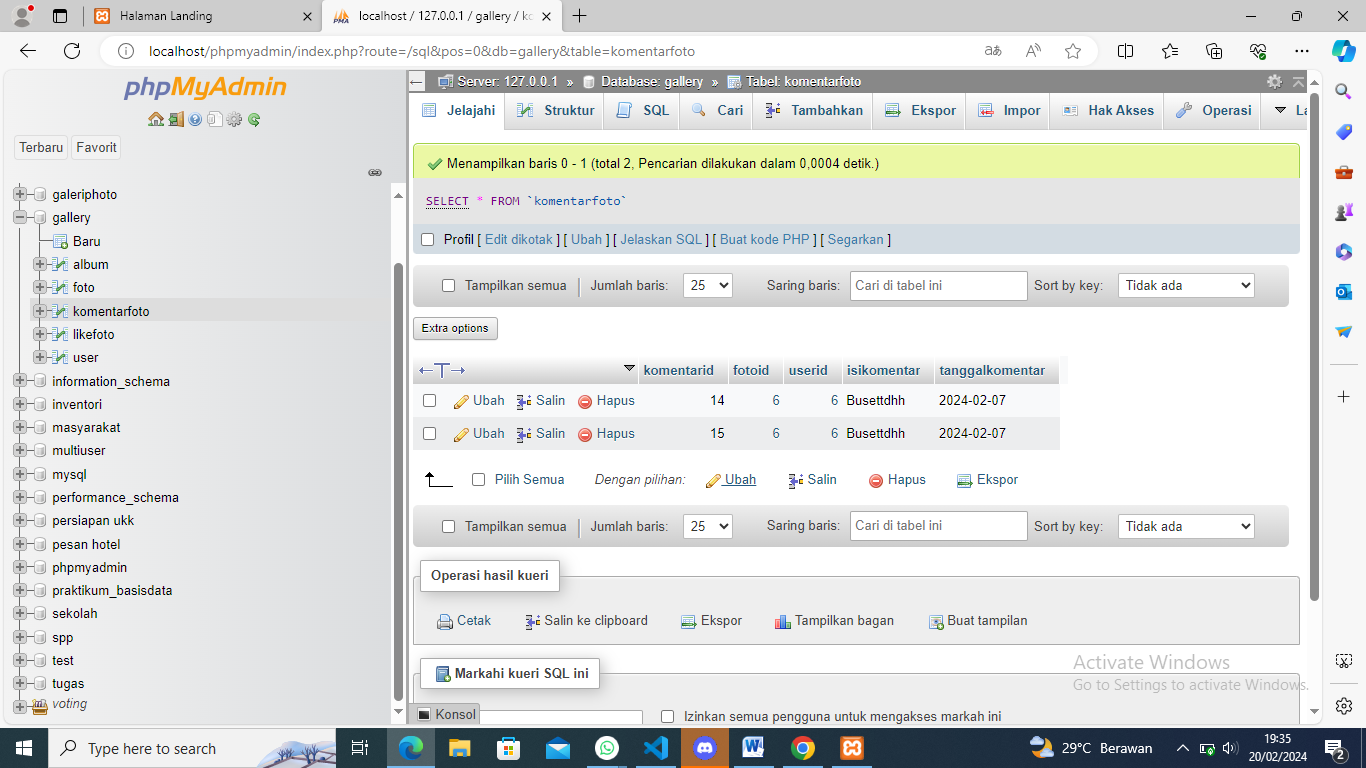 Halaman Landing
localhost / 127.0.0.1 / gallery / ko
localhost/phpmyadmin/index.php?route=/sql&pos=0&db=gallery&table=komentarfoto
phpMyAdmin
Terbaru Favorit
galeriphoto
gallery
Baru
album
foto
komentarfoto
likefoto
user
information_schema
inventori
masyarakat
multiuser
mysql
performance_schema
persiapan ukk
pesan hotel
phpmyadmin
praktikum_basisdata
sekolah
spp
test
tugas
voting
Server: 127.0.0.1 » Database: gallery » Tabel: komentarfoto
Jelajahi Struktur SQL Cari Tambahkan Ekspor Impor Hak Akses Operasi La
Menampilkan baris 0 - 1 (total 2, Pencarian dilakukan dalam 0,0004 detik.)
SELECT * FROM `komentarfoto`
Profil [ Edit dikotak ] [ Ubah ] [ Jelaskan SQL ] [ Buat kode PHP ] [ Segarkan ]
Tampilkan semua Jumlah baris: 25 Saring baris: Cari di tabel ini Sort by key: Tidak ada
Extra options
komentarid fotoid userid isikomentar tanggalkomentar
Ubah Salin Hapus 14 6 6 Busettdhh 2024-02-07
Ubah Salin Hapus 15 6 6 Busettdhh 2024-02-07
Pilih Semua Dengan pilihan: Ubah Salin Hapus Ekspor
Tampilkan semua Jumlah baris: 25 Saring baris: Cari di tabel ini Sort by key: Tidak ada
Operasi hasil kueri
Cetak Salin ke clipboard Ekspor Tampilkan bagan Buat tampilan
Markahi kueri SQL ini
Konsol
Izinkan semua pengguna untuk mengakses markah ini
Activate Windows
Go to Settings to activate Windows.
Type here to search
29°C Berawan
19:35
20/02/2024
2